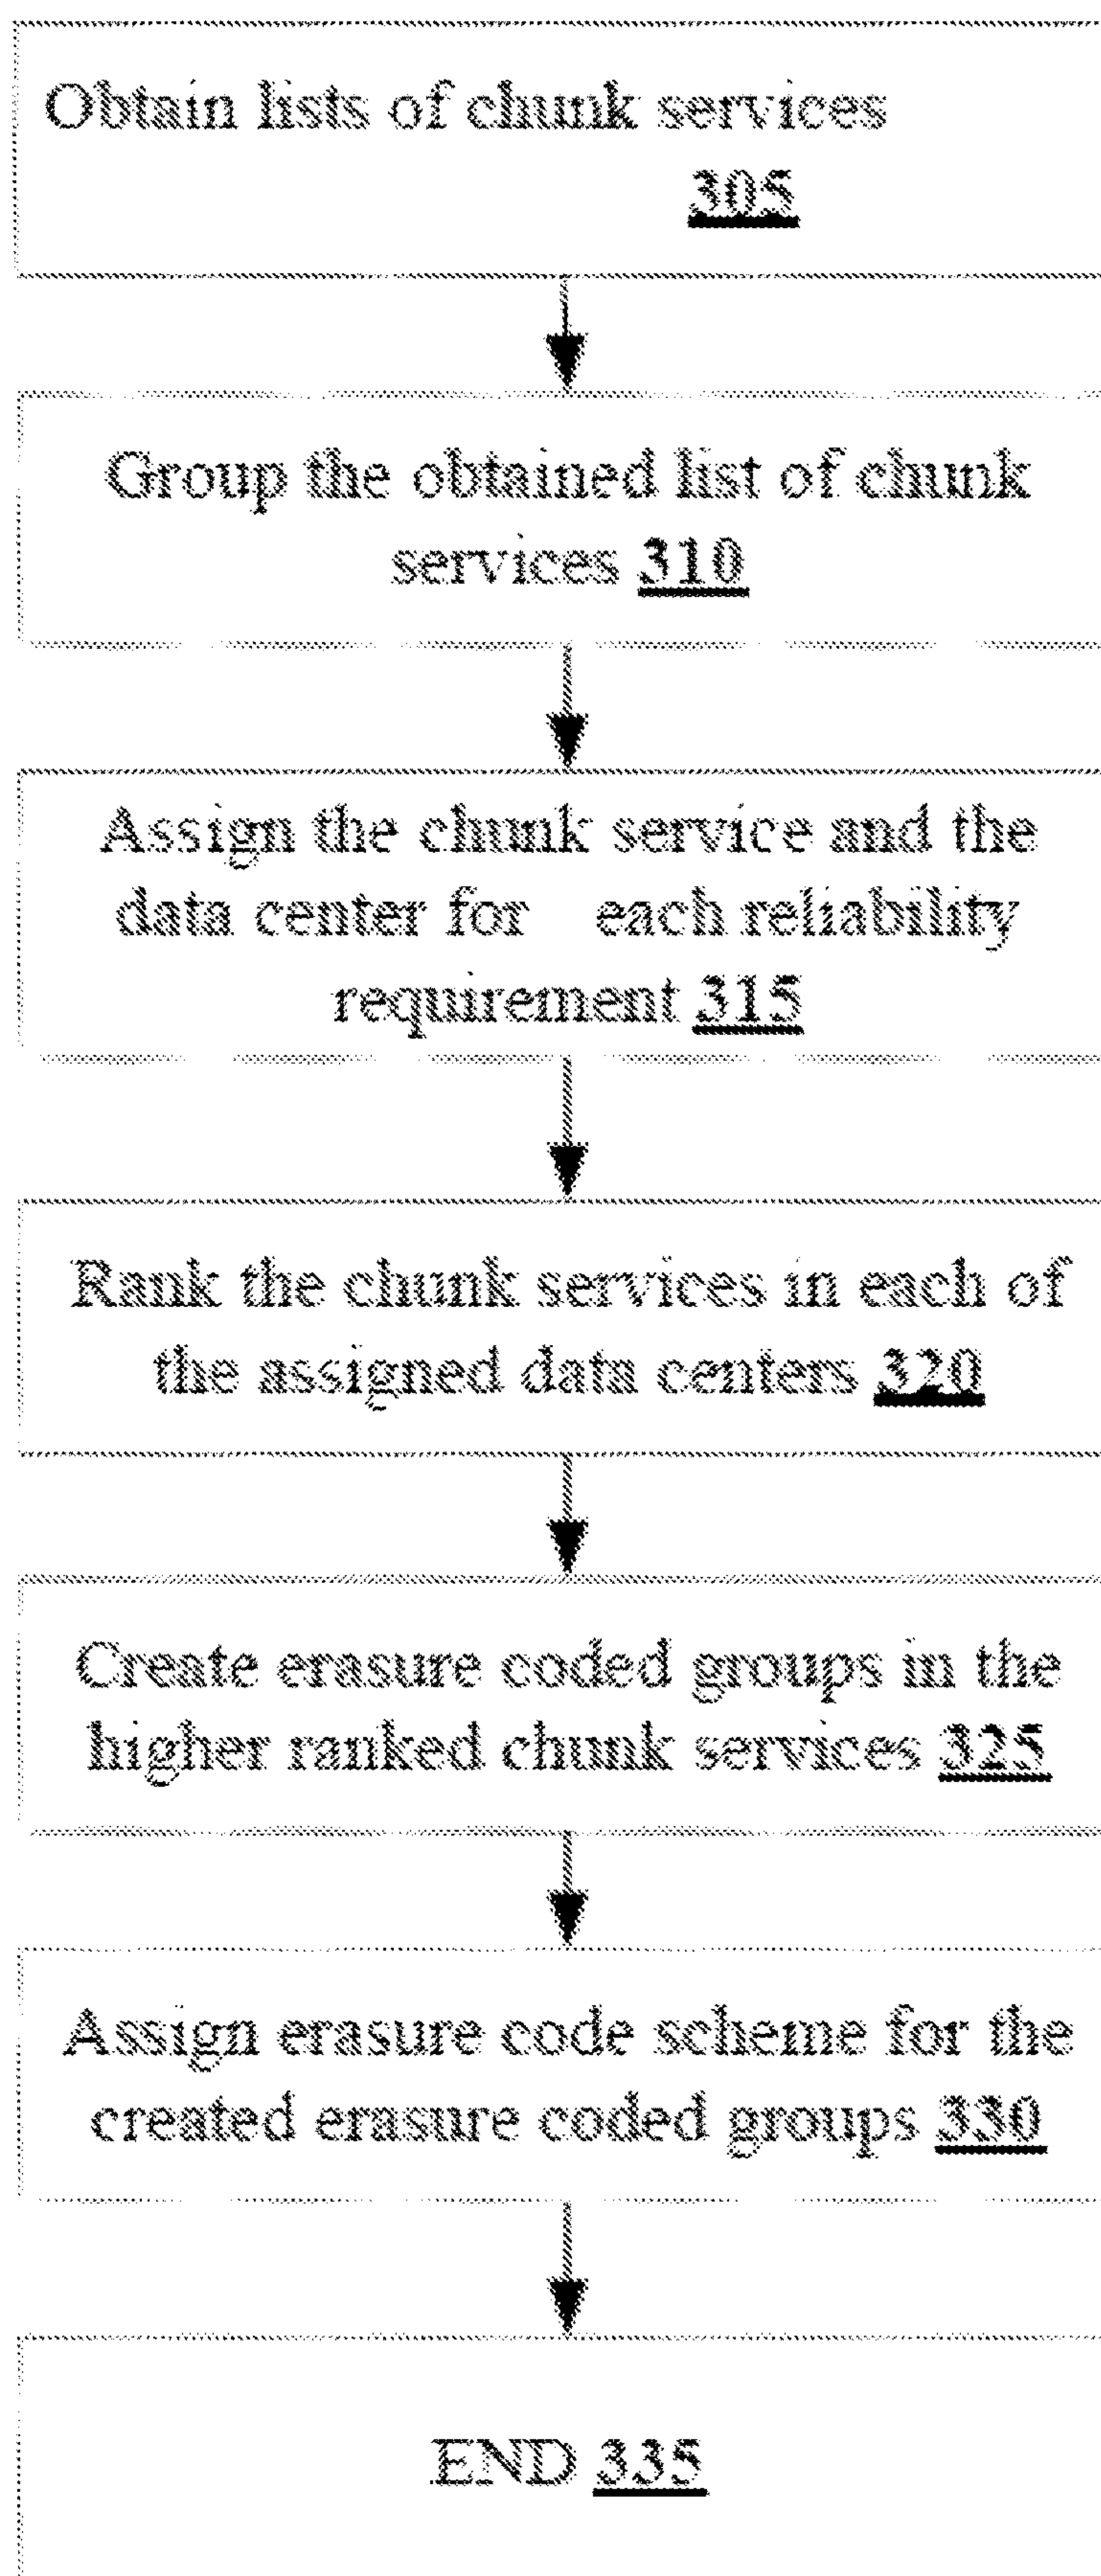 Obtain lists of chunk services
305
Group the obtained list of chunk
services 310
Assign the chunk service and the
data center for each reliability
requirement 315
Rank the chunk services in each of
the assigned data centers 320
Create erasure coded groups in the
higher ranked chunk services 325
Assign erasure code scheme for the
created erasure coded groups 330
END 335